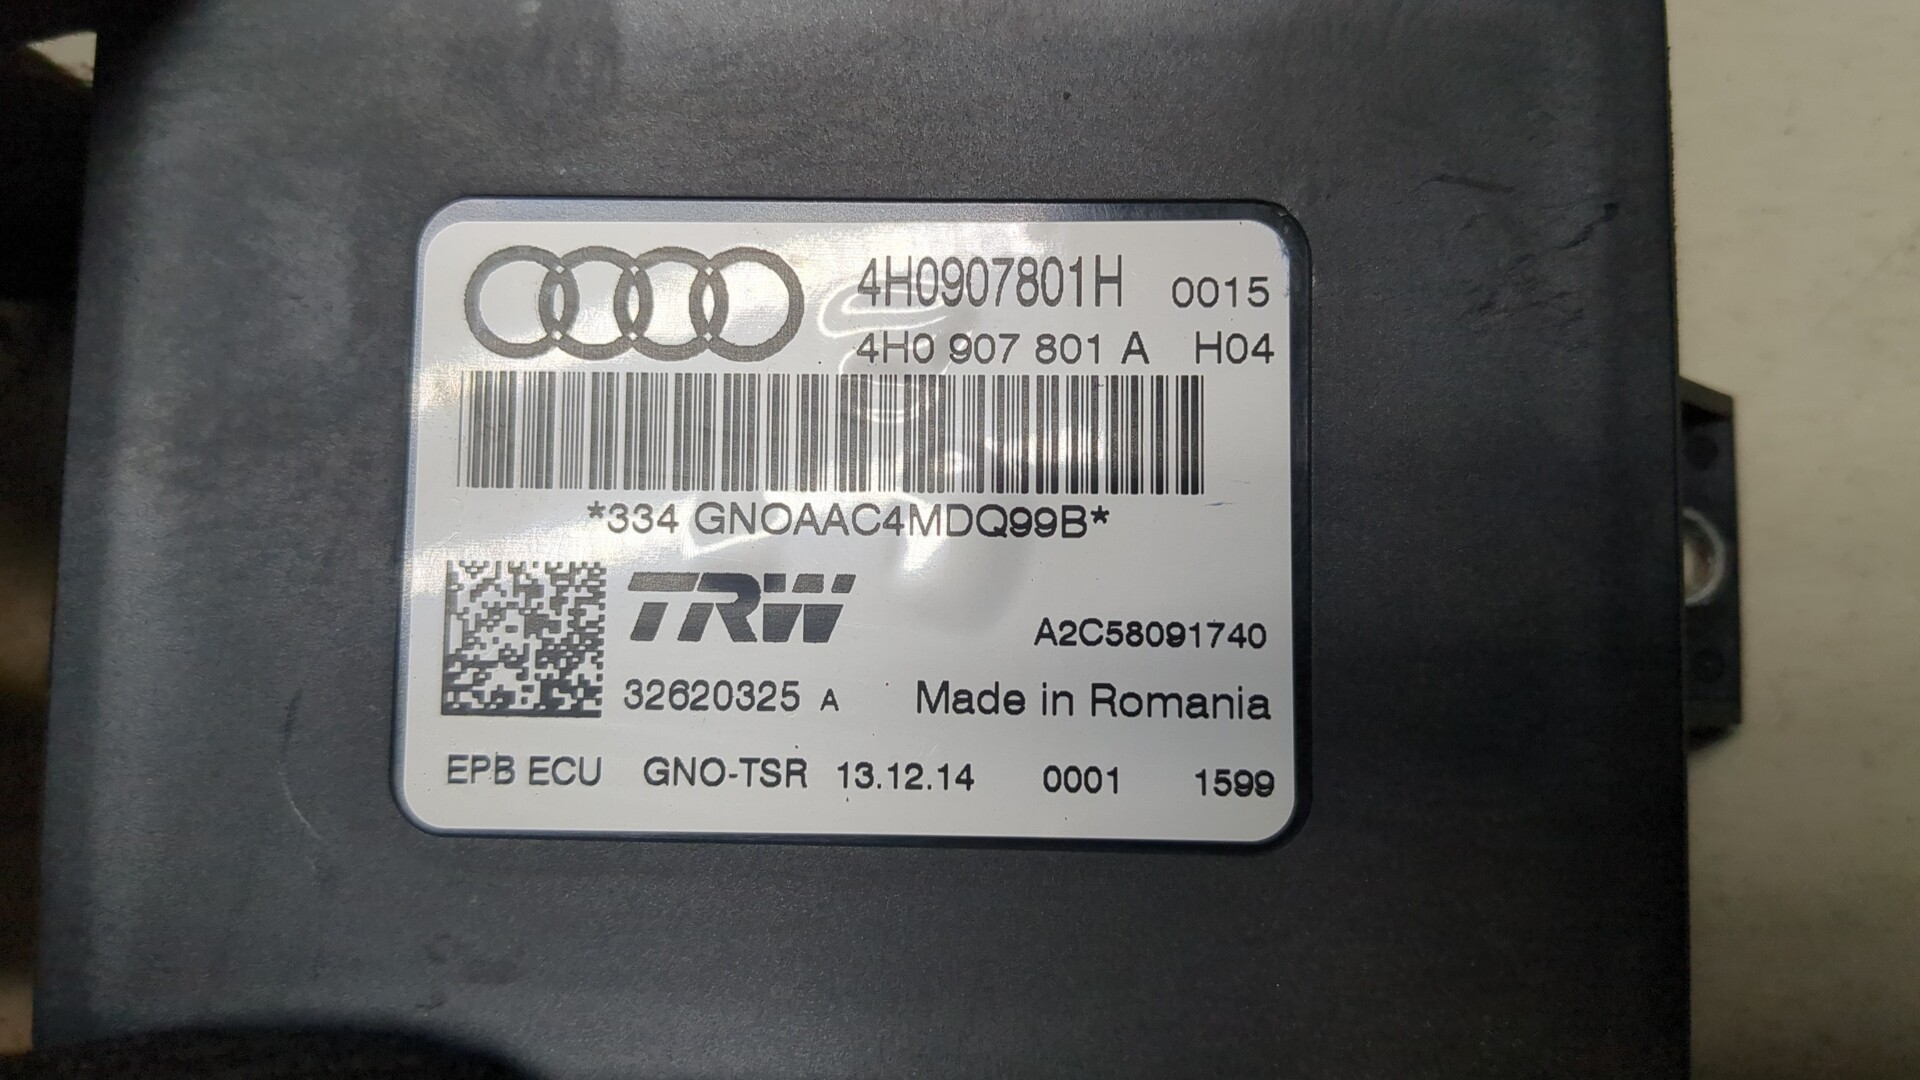 4H0907801H 0015
4H0 907 801 A H04
*334 GNOAAC4MDQ99B*
TRW
A2C58091740
32620325 A Made in Romania
EPB ECU GNO-TSR 13.12.14 0001 1599